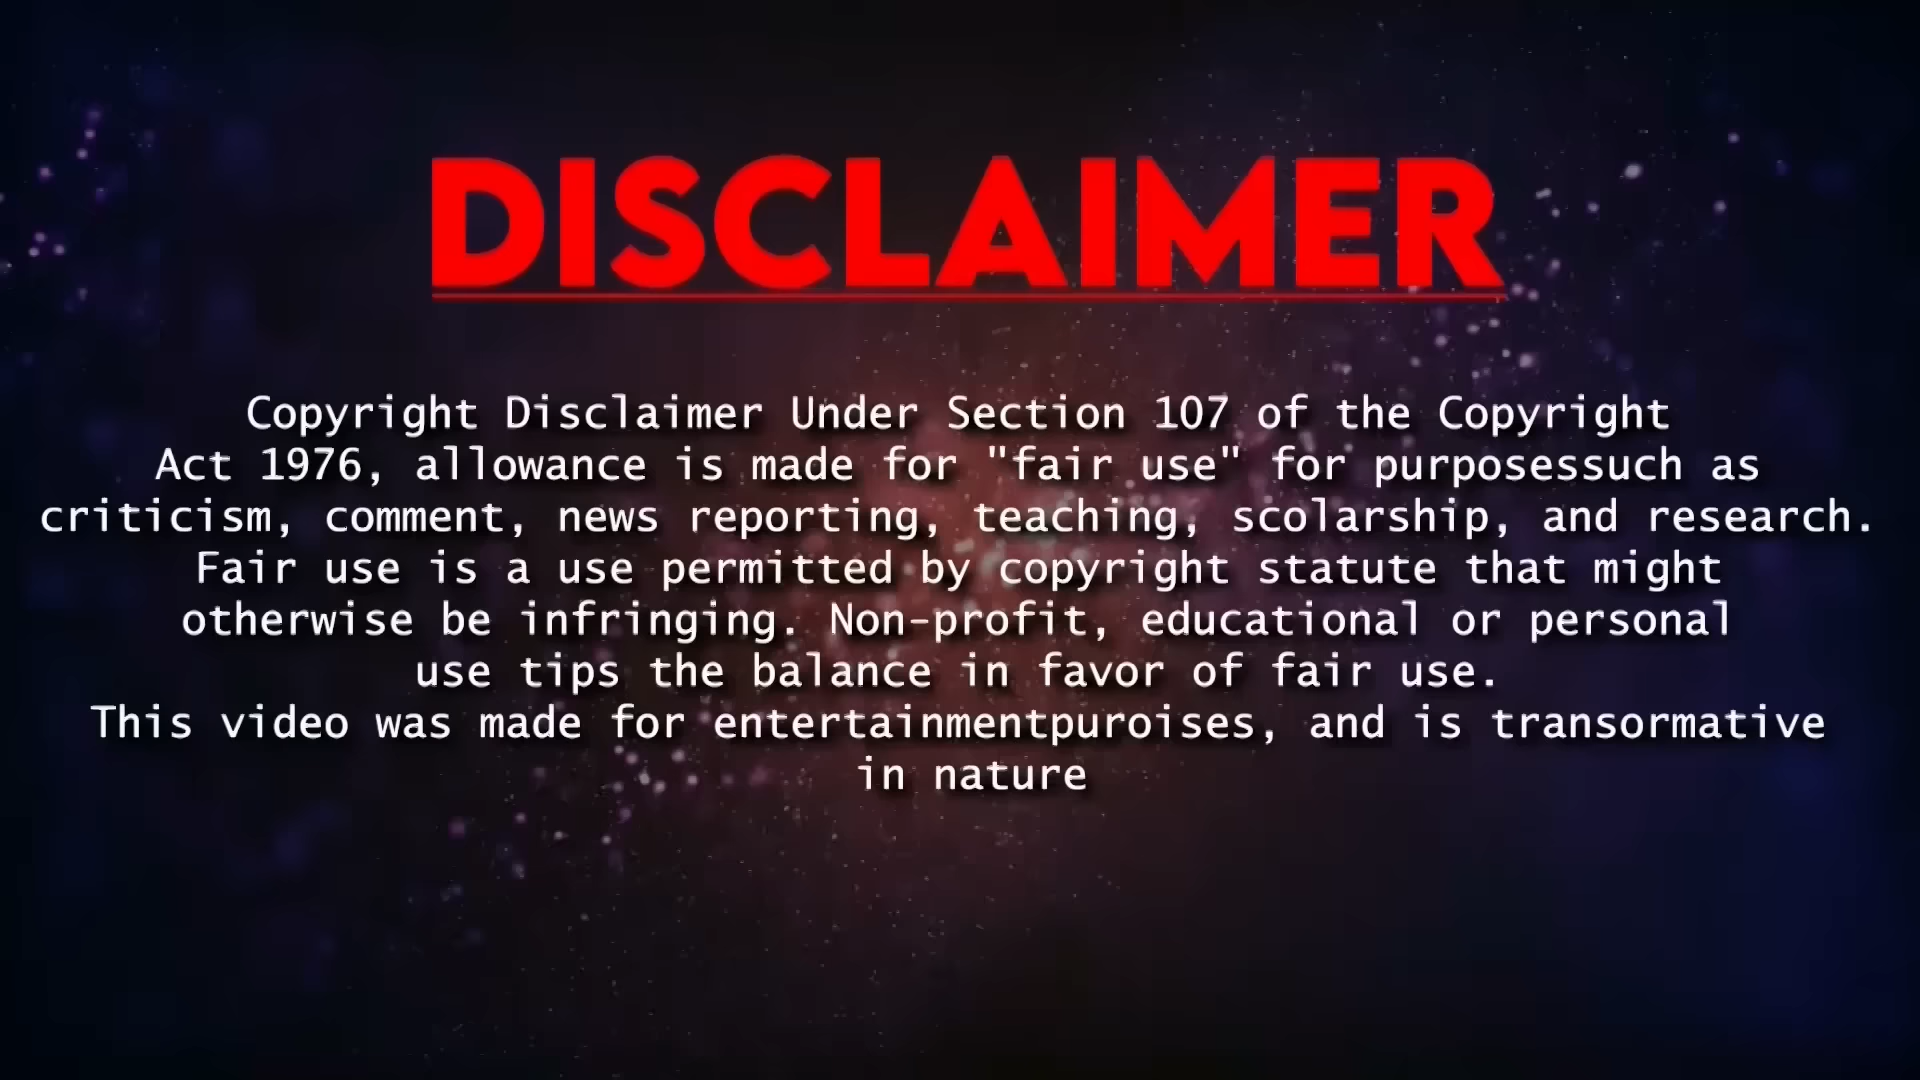 DISCLAIMER
Copyright Disclaimer Under Section 107 of the Copyright
Act 1976, allowance is made for "fair use" for purposessuch as
criticism, comment, news reporting, teaching, scolarship, and research.
Fair use is a use permitted by copyright statute that might
otherwise be infringing. Non-profit, educational or personal
use tips the balance in favor of fair use.
This video was made for entertainmentpuroises, and is transormative
in nature